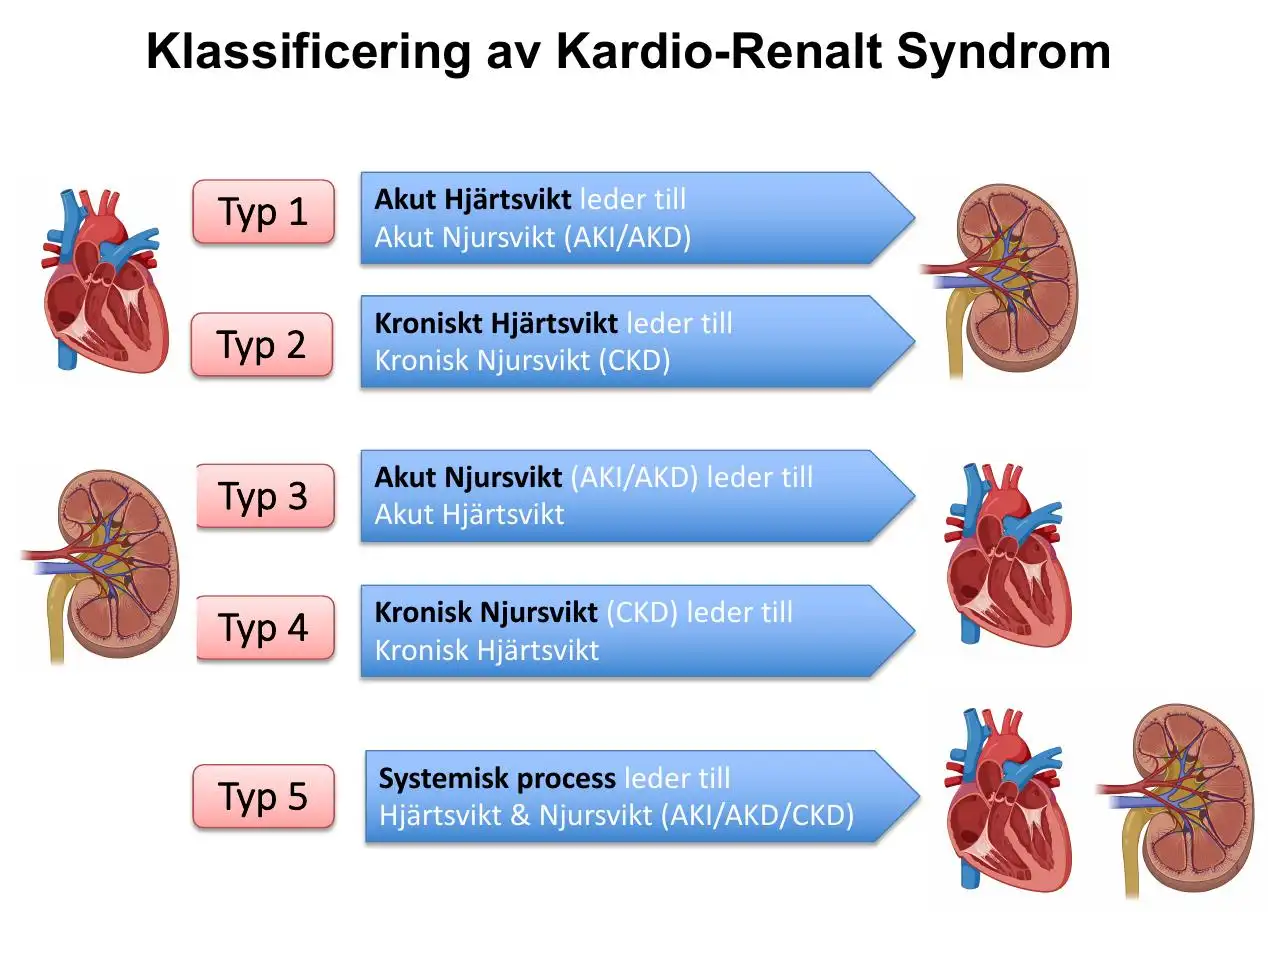 Klassificering av Kardio-Renalt Syndrom
Typ 1
Akut Hjärtsvikt leder till
Akut Njursvikt (AKI/AKD)
Typ 2
Kroniskt Hjärtsvikt leder till
Kronisk Njursvikt (CKD)
Typ 3
Akut Njursvikt (AKI/AKD) leder till
Akut Hjärtsvikt
Typ 4
Kronisk Njursvikt (CKD) leder till
Kronisk Hjärtsvikt
Typ 5
Systemisk process leder till
Hjärtsvikt & Njursvikt (AKI/AKD/CKD)